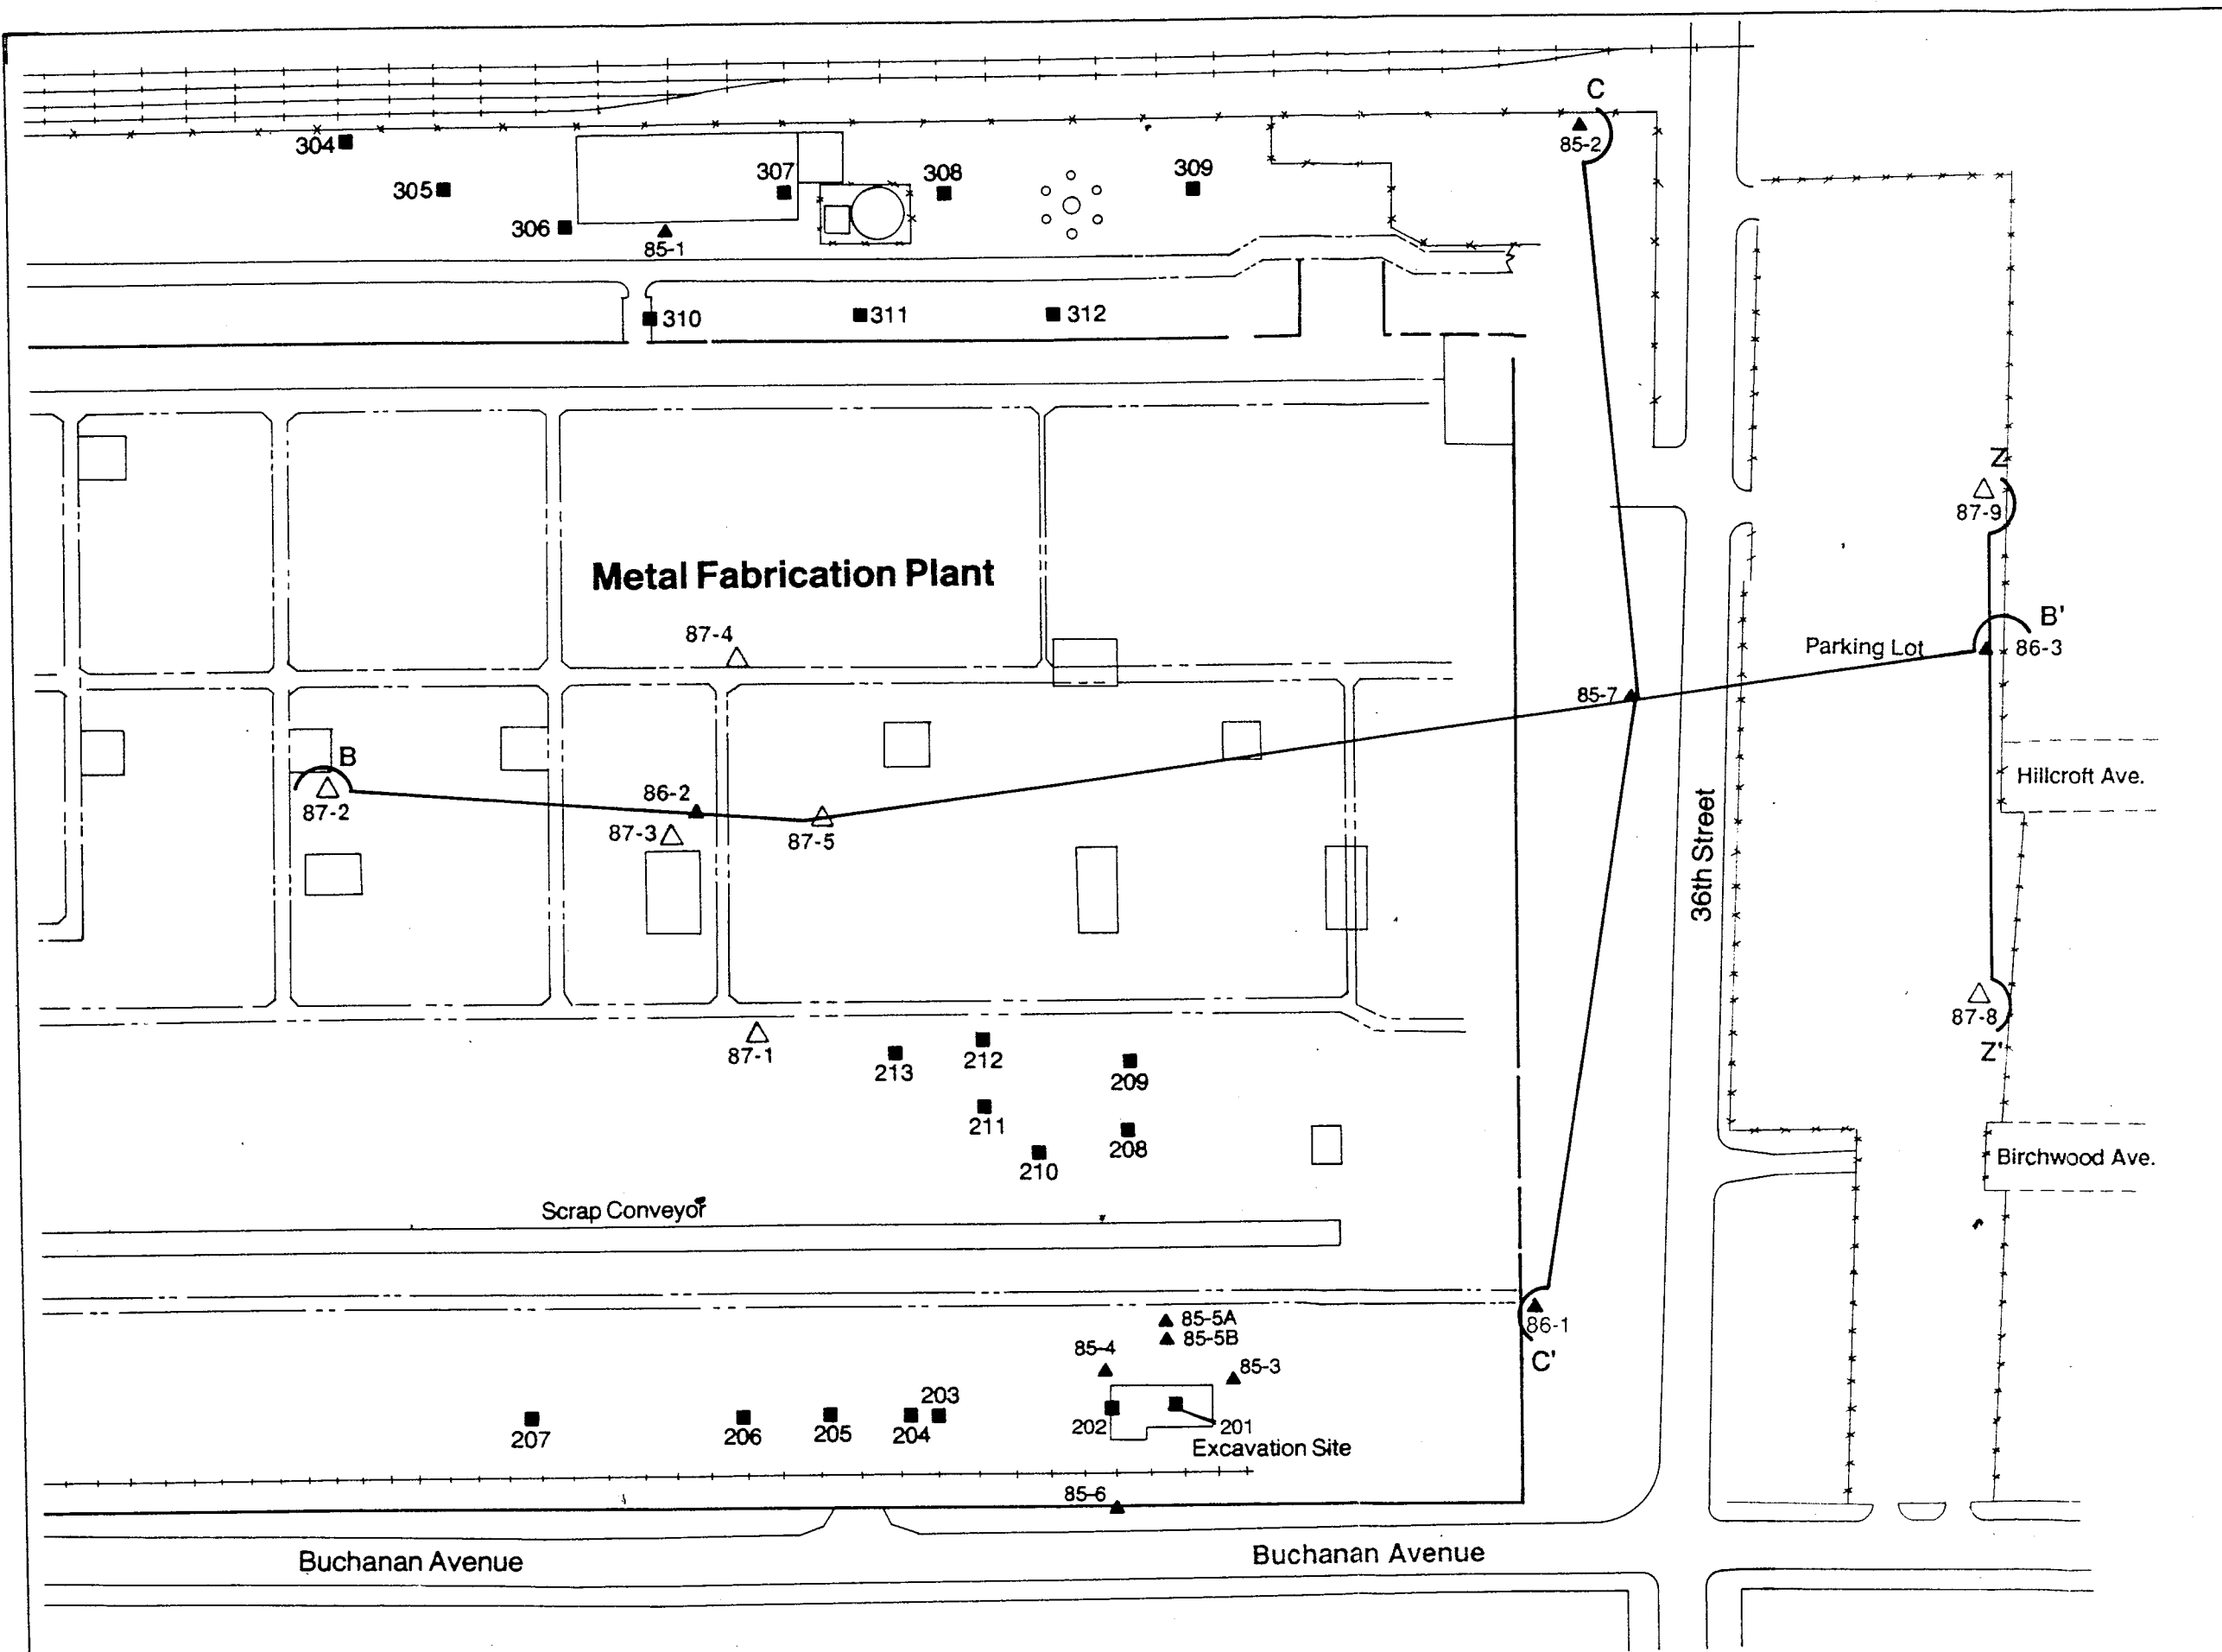 C
304
85-2
307
308
309
305
306
85-1
310
311
312
Z
87-9
Metal Fabrication Plant
B'
87-4
Parking Lot
86-3
85-7
B
Hillcroft Ave.
87-2
86-2
87-3
87-5
36th Street
87-8
Z'
87-1
213
212
209
211
208
210
Birchwood Ave.
Scrap Conveyor
85-5A
85-5B
86-1
85-4
85-3
C'
203
207
206
205
204
202
201
Excavation Site
85-6
Buchanan Avenue
Buchanan Avenue